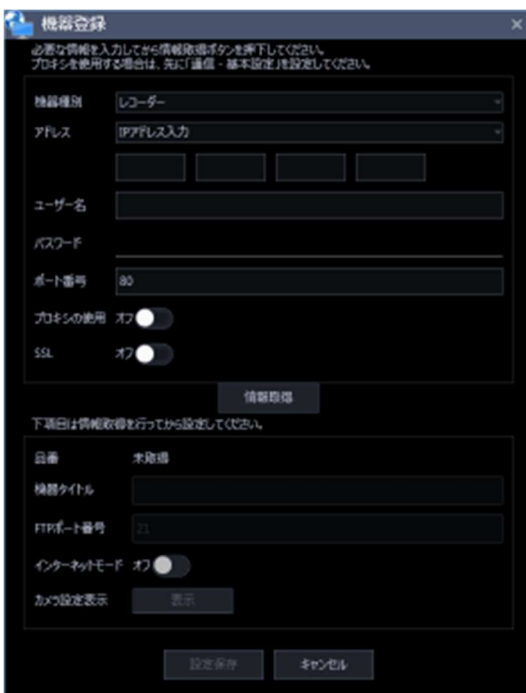 機器登録
必要な情報を入力してから情報取得ボタンを押下してください。
プロキシを使用する場合は、先に「通信・基本設定」を設定してください。
機器種別 レコーダー
アドレス IPアドレス入力
ユーザー名
パスワード
ポート番号 80
プロキシの使用 オフ
SSL オフ
情報取得
下項目は情報取得を行ってから設定してください。
品番 未取得
機器タイトル
FTPポート番号 21
インターネットモード オフ
カメラ設定表示 表示
設定保存 キャンセル